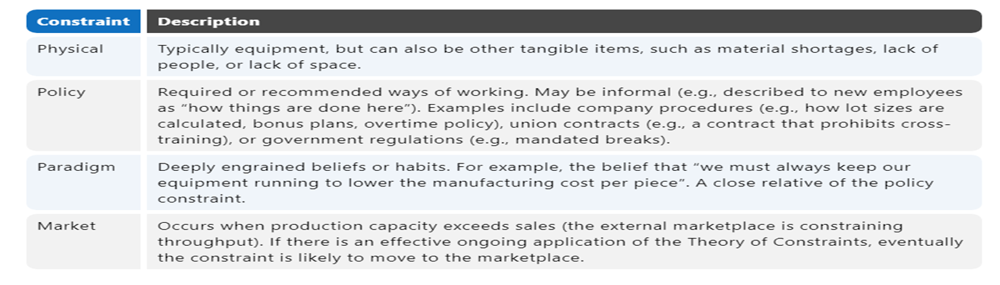 Constraint Description
Physical Typically equipment, but can also be other tangible items, such as material shortages, lack of
people, or lack of space.
Policy Required or recommended ways of working. May be informal (e.g., described to new employees
as “how things are done here”). Examples include company procedures (e.g., how lot sizes are
calculated, bonus plans, overtime policy), union contracts (e.g., a contract that prohibits cross-
training), or government regulations (e.g., mandated breaks).
Paradigm Deeply engrained beliefs or habits. For example, the belief that “we must always keep our
equipment running to lower the manufacturing cost per piece”. A close relative of the policy
constraint.
Market Occurs when production capacity exceeds sales (the external marketplace is constraining
throughput). If there is an effective ongoing application of the Theory of Constraints, eventually
the constraint is likely to move to the marketplace.